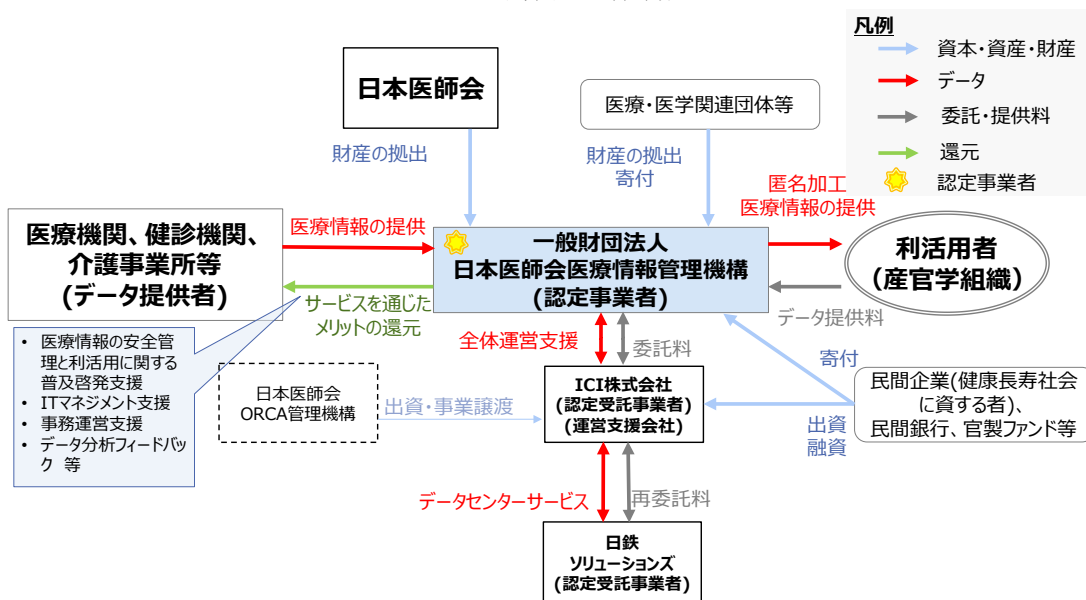 凡例
資本・資産・財産
データ
委託・提供料
還元
認定事業者
日本医師会
医療・医学関連団体等
財産の拠出
財産の拠出
寄付
匿名加工
医療情報の提供
医療機関、健診機関、
介護事業所等
(データ提供者)
医療情報の提供
一般財団法人
日本医師会医療情報管理機構
(認定事業者)
利活用者
(産官学組織)
サービスを通じた
メリットの還元
データ提供料
• 医療情報の安全管
理と利活用に関する
普及啓発支援
• ITマネジメント支援
• 事務運営支援
• データ分析フィードバッ
ク 等
全体運営支援
委託料
寄付
日本医師会
ORCA管理機構
出資・事業譲渡
ICI株式会社
(認定受託事業者)
(運営支援会社)
民間企業(健康長寿社会
に資する者)、
民間銀行、官製ファンド等
出資
融資
データセンターサービス
再委託料
日鉄
ソリューションズ
(認定受託事業者)